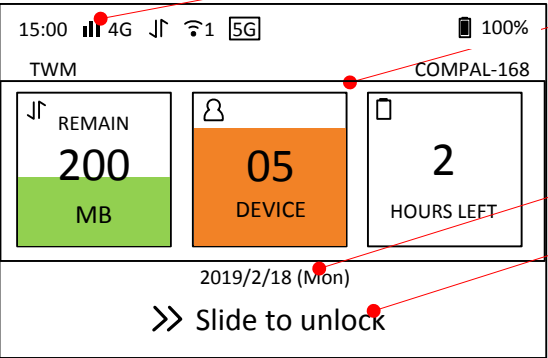 15:00 4G 1 5G 100%
TWM COMPAL-168
REMAIN
200
MB
05
DEVICE
2
HOURS LEFT
2019/2/18 (Mon)
Slide to unlock